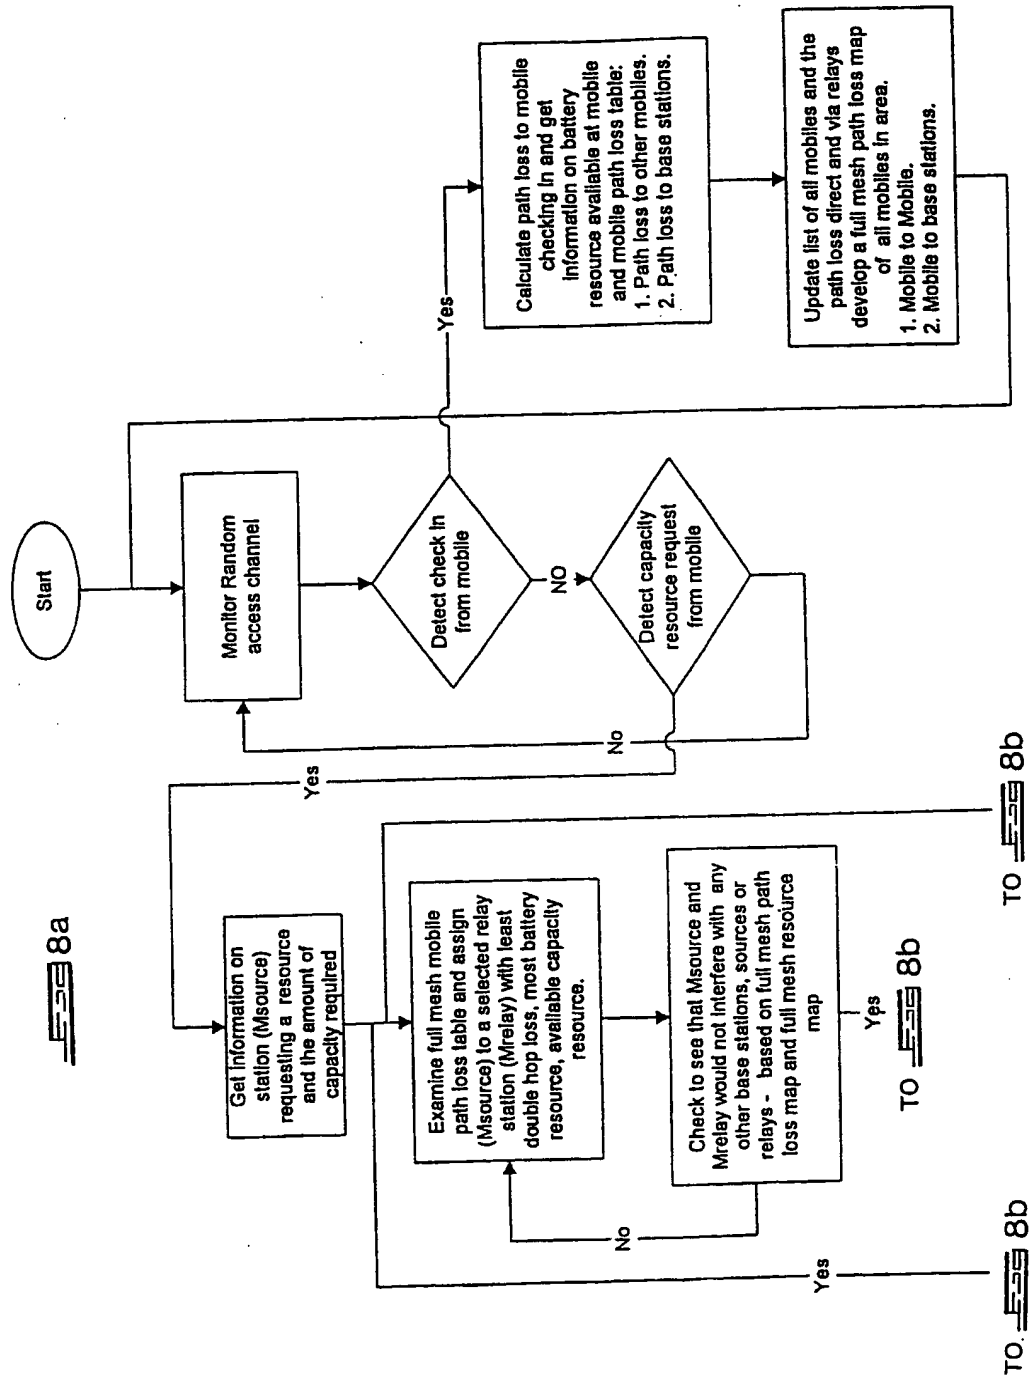 Fig 8a
Start
Monitor Random
access channel
Detect check in
from mobile
Yes
NO
Calculate path loss to mobile
checking in and get
information on battery
resource available at mobile
and mobile path loss table:
1. Path loss to other mobiles.
2. Path loss to base stations.
Update list of all mobiles and the
path loss direct and via relays
develop a full mesh path loss map
of all mobiles in area.
1. Mobile to Mobile.
2. Mobile to base stations.
Detect capacity
resource request
from mobile
No
Yes
Get information on
station (Msource)
requesting a resource
and the amount of
capacity required
Examine full mesh mobile
path loss table and assign
(Msource) to a selected relay
station (Mrelay) with least
double hop loss, most battery
resource, available capacity
resource.
Check to see that Msource and
Mrelay would not interfere with any
other base stations, sources or
relays - based on full mesh path
loss map and full mesh resource
map
No
Yes
Yes
TO Fig 8b
TO Fig 8b
TO. Fig 8b